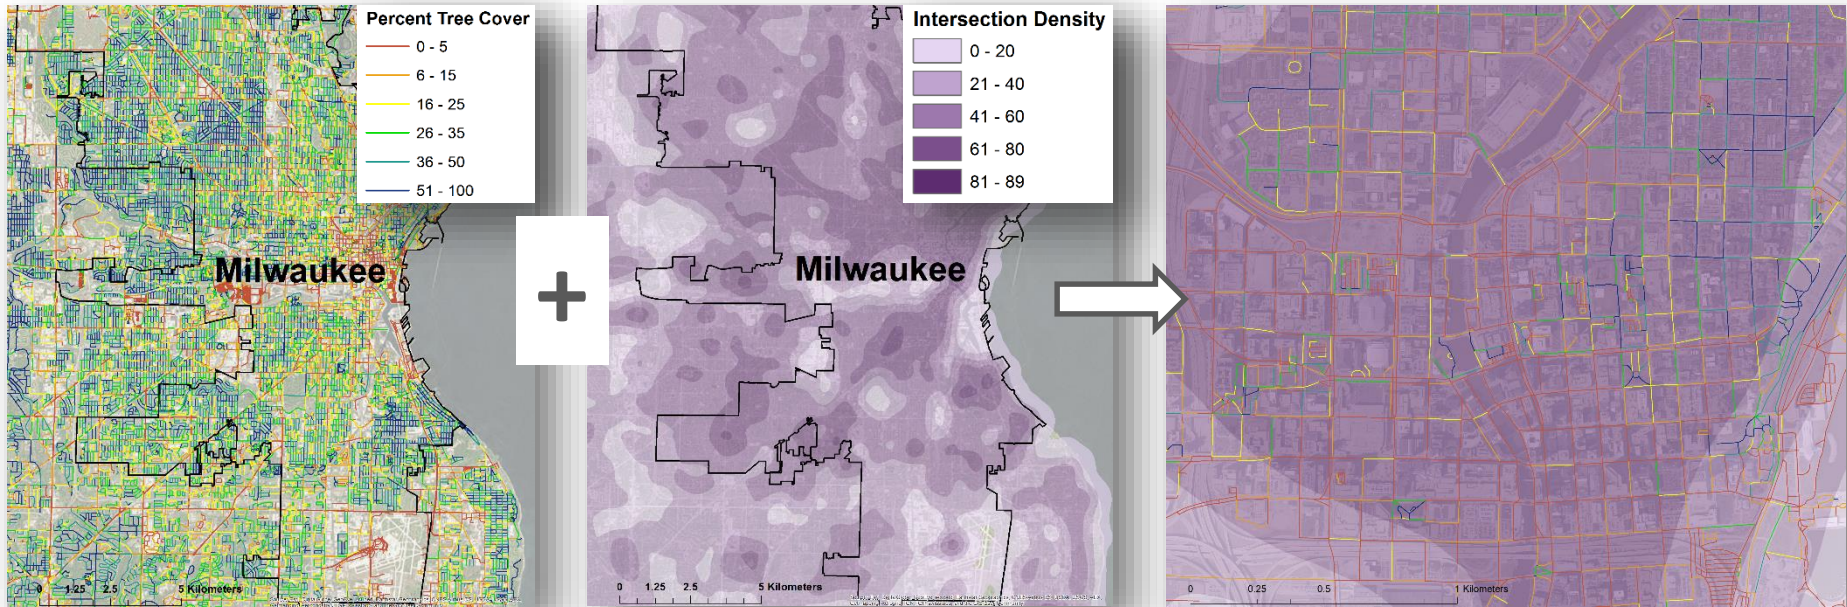 Percent Tree Cover
0 - 5
6 - 15
16 - 25
26 - 35
36 - 50
51 - 100
Milwaukee
0 1.25 2.5 5 Kilometers
+
Intersection Density
0 - 20
21 - 40
41 - 60
61 - 80
81 - 89
Milwaukee
0 1.25 2.5 5 Kilometers
0 0.25 0.5 1 Kilometers